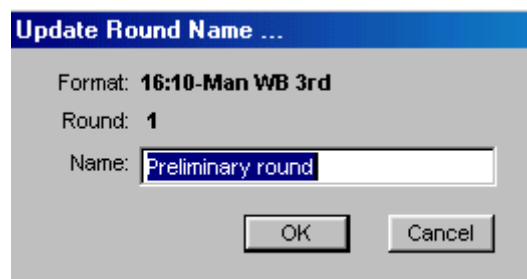 Update Round Name ...
Format: 16:10-Man WB 3rd
Round: 1
Name: Preliminary round
OK Cancel